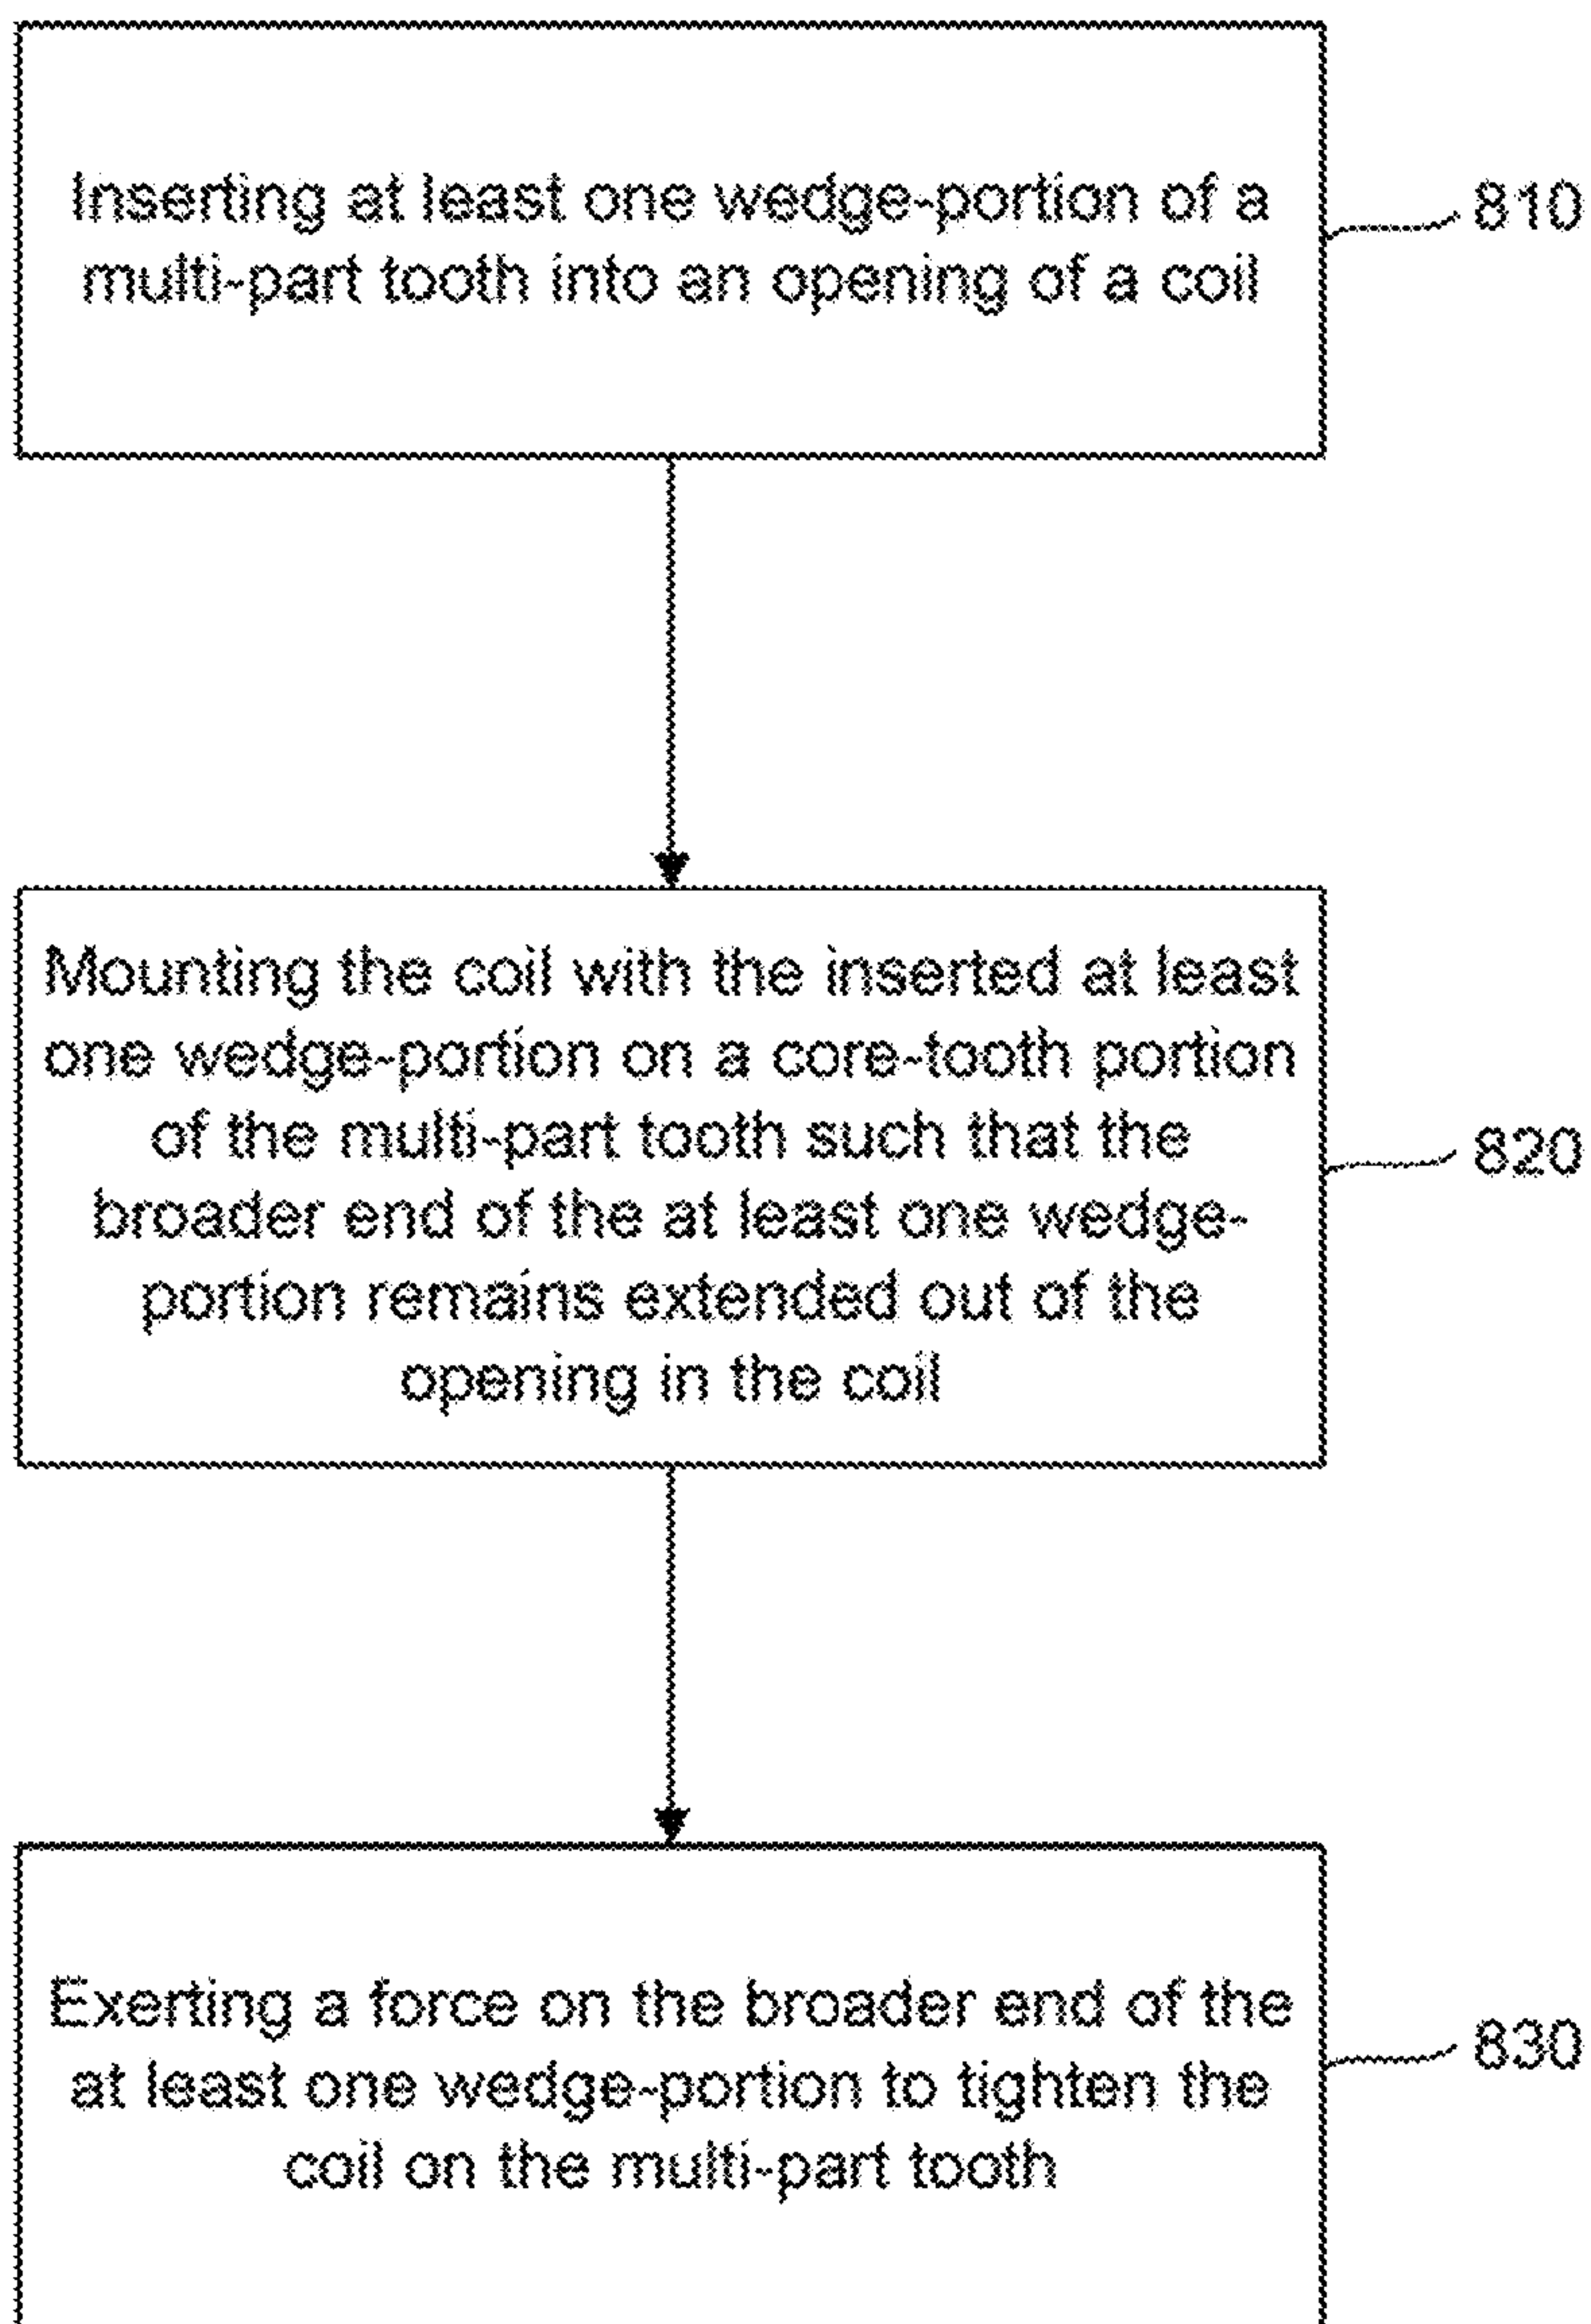 Inserting at least one wedge-portion of a
multi-part tooth into an opening of a coil
810
Mounting the coil with the inserted at least
one wedge-portion on a core-tooth portion
of the multi-part tooth such that the
broader end of the at least one wedge-
portion remains extended out of the
opening in the coil
820
Exerting a force on the broader end of the
at least one wedge-portion to tighten the
coil on the multi-part tooth
830